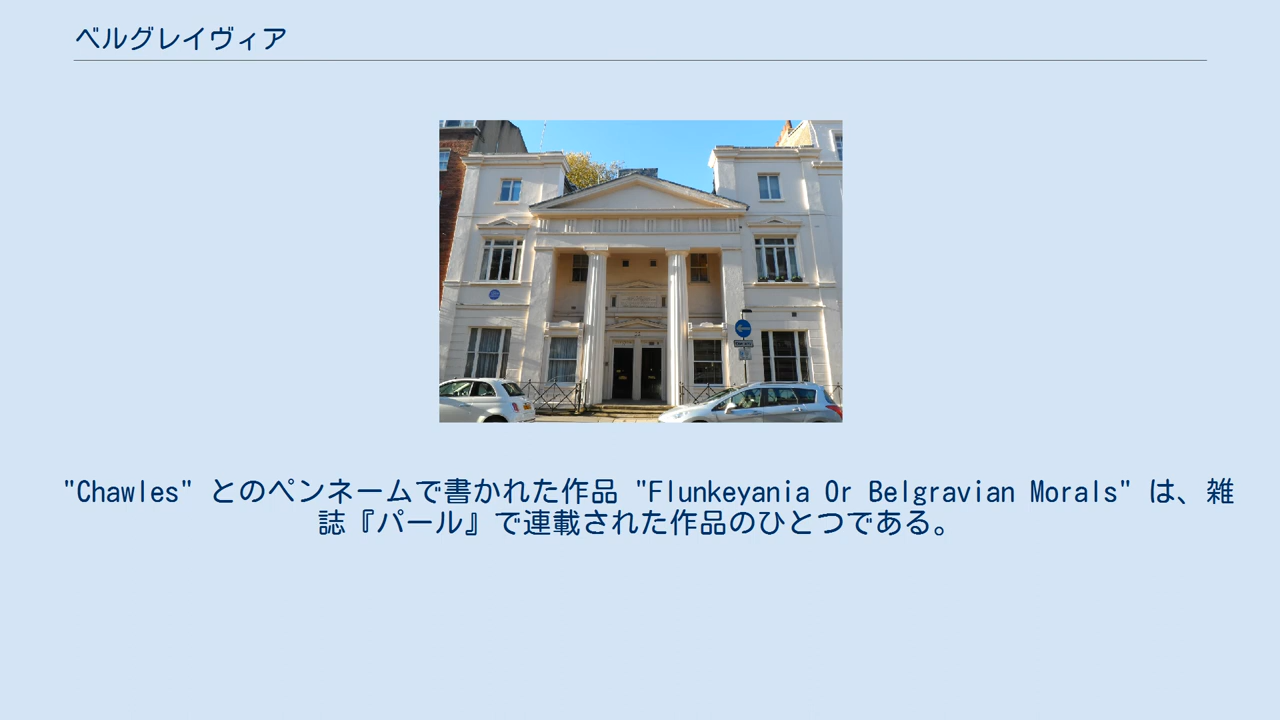 ベルグレイヴィア
"Chawles" とのペンネームで書かれた作品 "Flunkeyania Or Belgravian Morals" は、雑
誌『パール』で連載された作品のひとつである。